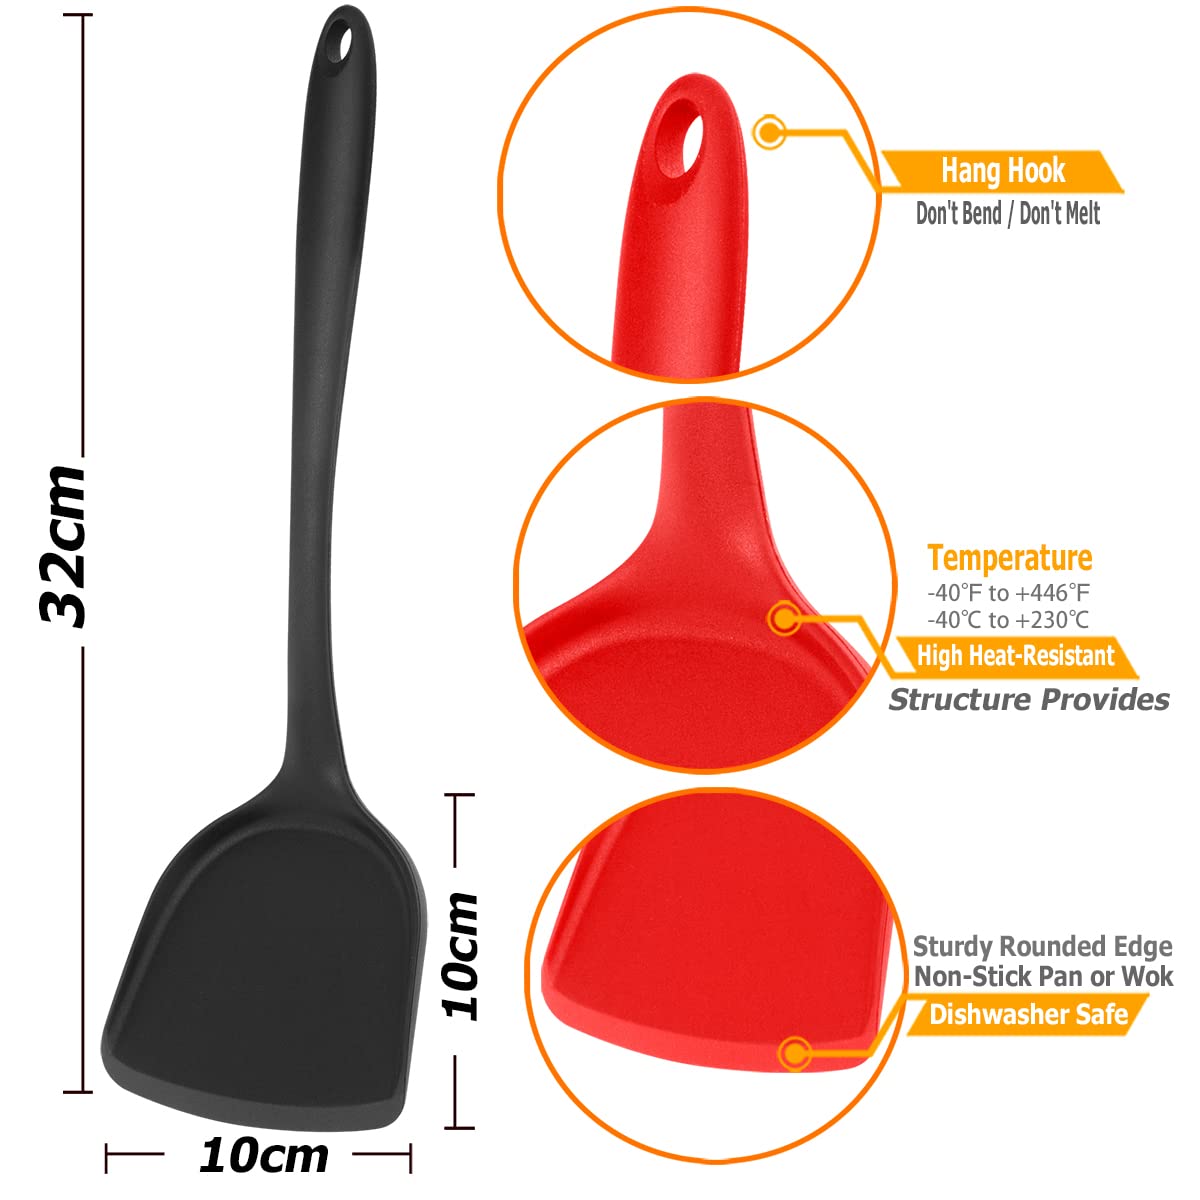 32cm
10cm
10cm
Hang Hook
Don't Bend / Don't Melt
Temperature
-40°F to +446°F
-40°C to +230°C
High Heat-Resistant
Structure Provides
Sturdy Rounded Edge
Non-Stick Pan or Wok
Dishwasher Safe